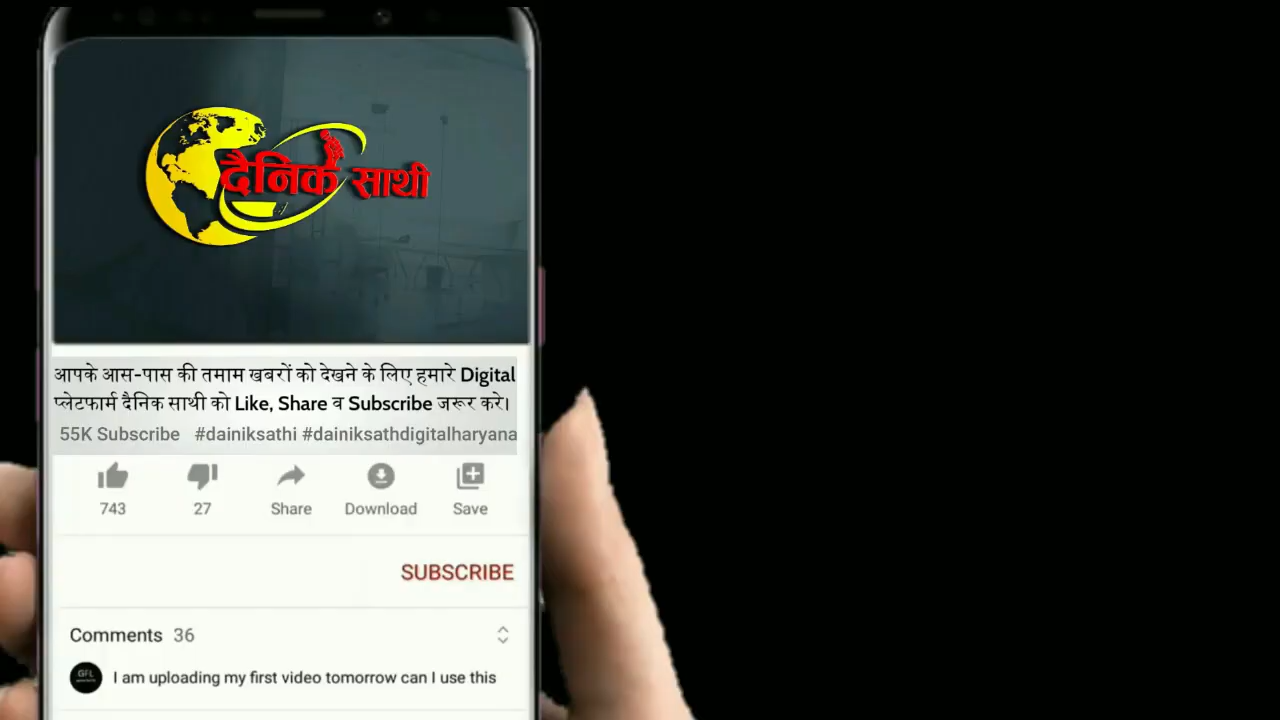 दैनिक साथी
आपके आस-पास की तमाम खबरों को देखने के लिए हमारे Digital
प्लेटफार्म दैनिक साथी को Like, Share व Subscribe जरूर करे।
55K Subscribe #dainiksathi #dainiksathdigitalharyana
743 27 Share Download Save
SUBSCRIBE
Comments 36
GFL
I am uploading my first video tomorrow can I use this